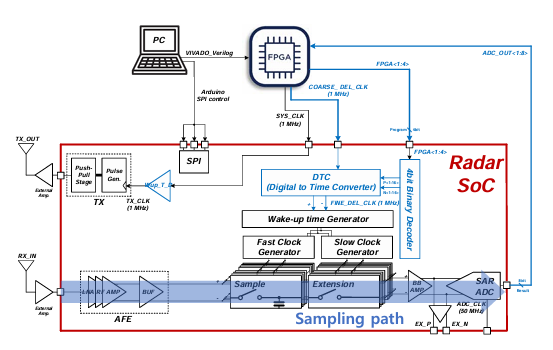 PC
VIVADO_Verilog
FPGA
ADC_OUT<1:8>
FPGA<1:4>
Arduino
SPI control
COARSE_DEL_CLK
(1 MHz)
SYS_CLK
(1 MHz)
TX_OUT
External
Amp
Push-
Pull
Stage
Pulse
Gen.
TX
TX_CLK
(1 MHz)
SPI
FPGA<1:4>
Radar
SoC
DTC
(Digital to Time Converter)
4b Binary Decoder
FINE_DEL_CLK (1 MHz)
Wake-up time Generator
Fast Clock
Generator
Slow Clock
Generator
RX_IN
External
Amp
LNA
RF AMP
BUF
AFE
Sample
Extension
BB
AMP
SAR
ADC
ADC_CLK
(50 MHz)
8bit
Result
Sampling path
EX_P
EX_N